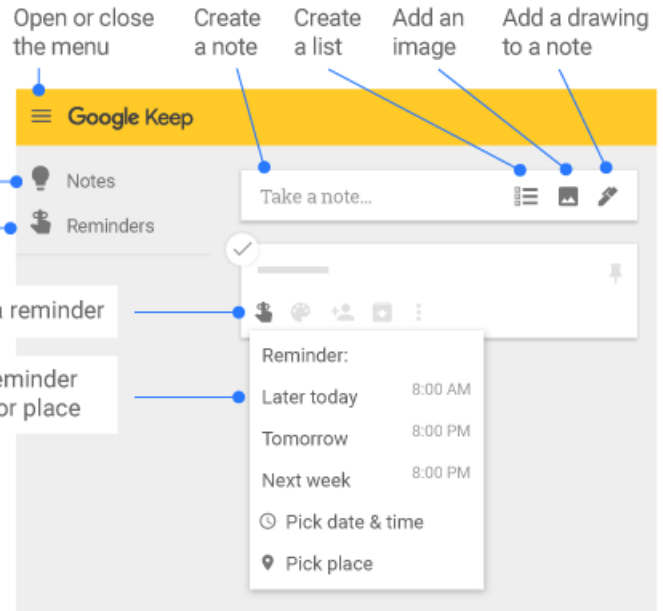 Open or close
the menu
Create
a note
Create
a list
Add an
image
Add a drawing
to a note
Google Keep
Notes
Reminders
Take a note...
reminder
Reminder:
or place
Later today 8:00 AM
Tomorrow 8:00 PM
Next week 8:00 PM
Pick date & time
Pick place